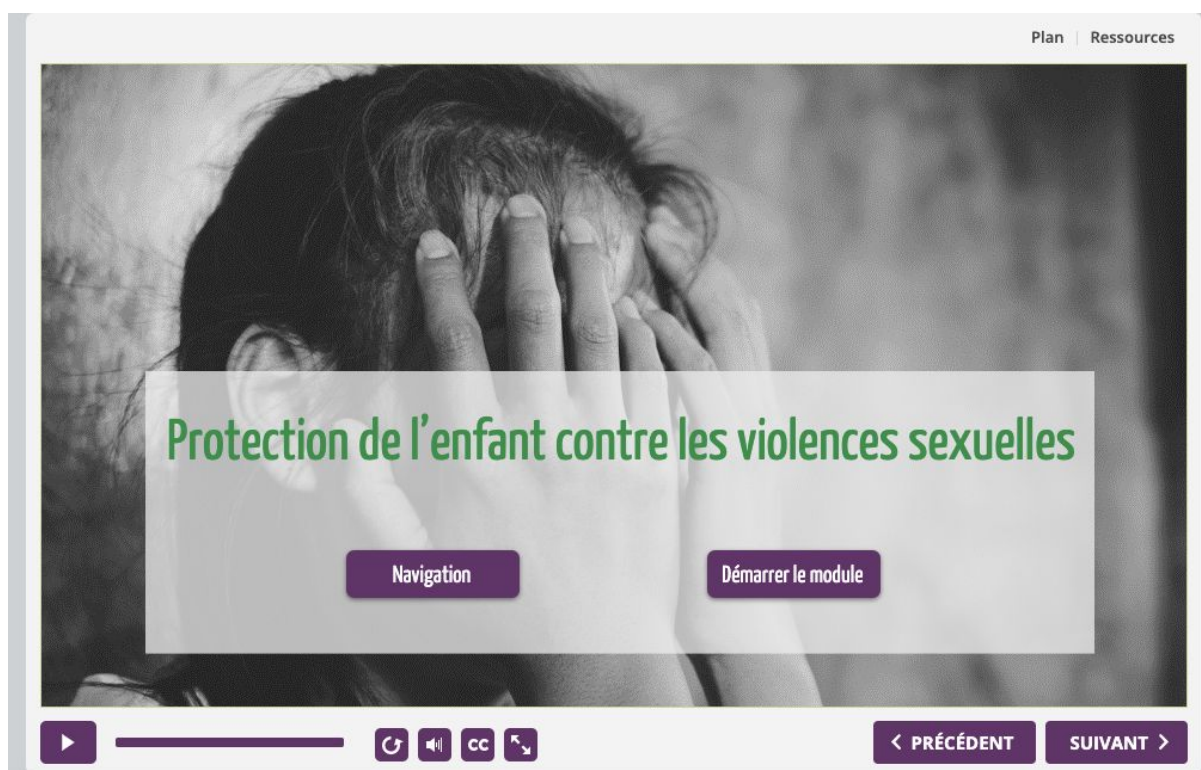 Plan | Ressources
Protection de l'enfant contre les violences sexuelles
Navigation
Démarrer le module
CC
PRÉCÉDENT
SUIVANT